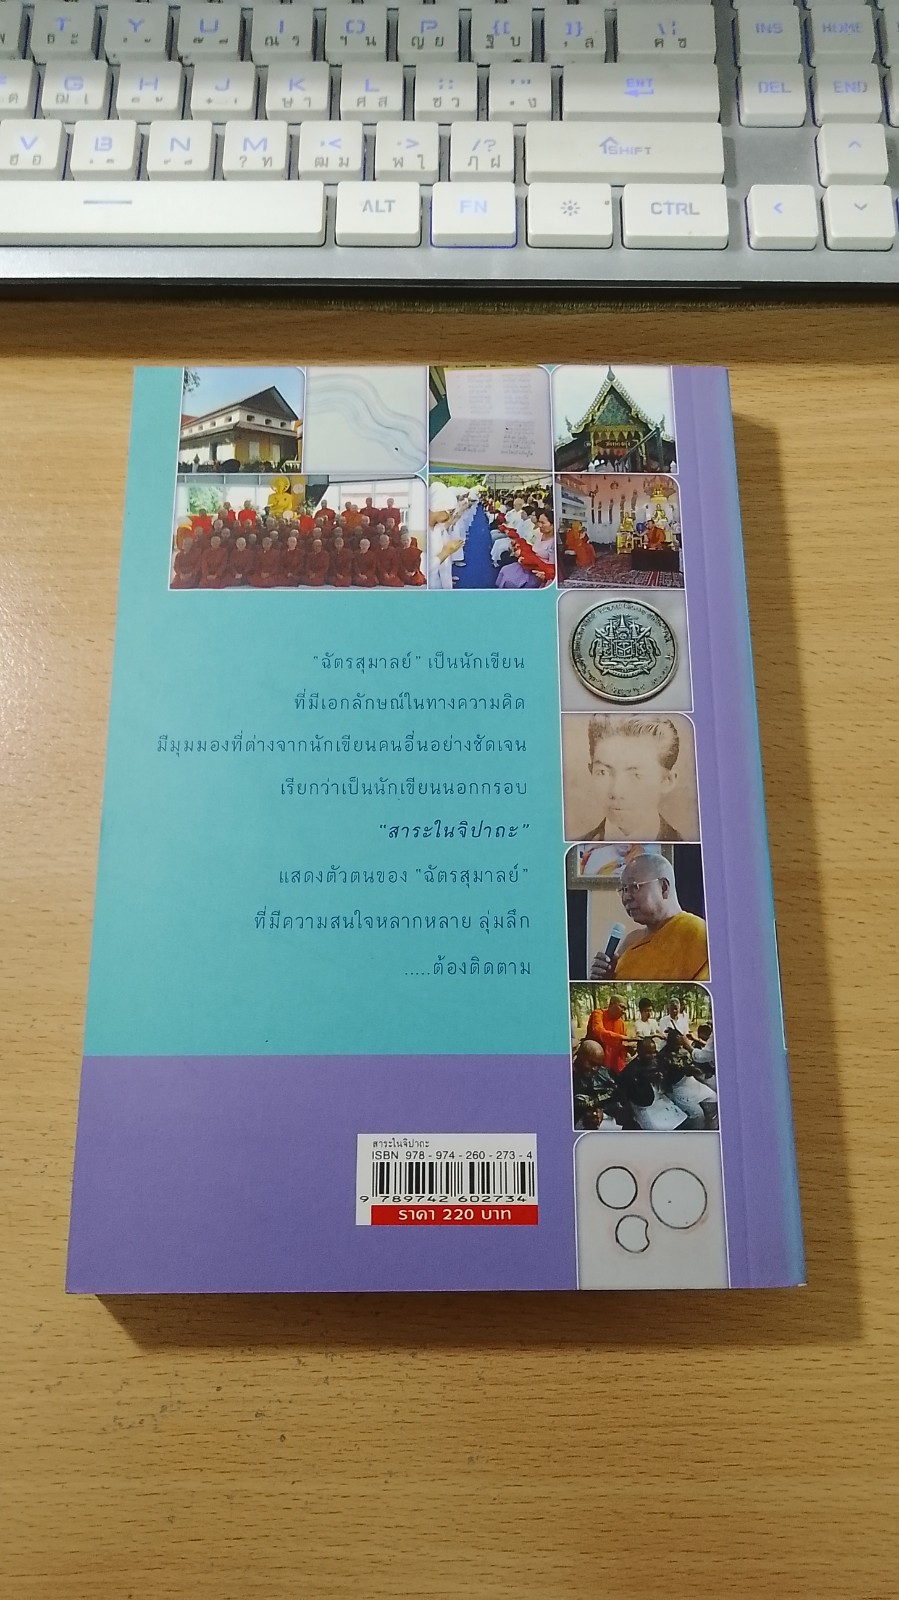 T
Y
U
I
O
P
{[
}]
\
INS
HOME
G
H
J
K
L
ENT
DEL
END
V
B
N
M
SHIFT
ALT
FN
CTRL
"ฉัตรสุมาลย์" เป็นนักเขียน
ที่มีเอกลักษณ์ในทางความคิด
มีมุมมองที่ต่างจากนักเขียนคนอื่นอย่างชัดเจน
เรียกว่าเป็นนักเขียนนอกกรอบ
"สาระในจิปาถะ"
แสดงตัวตนของ "ฉัตรสุมาลย์"
ที่มีความสนใจหลากหลาย ลุ่มลึก
.....ต้องติดตาม
สาระในจิปาถะ
ISBN 978 - 974 - 260 - 273 - 4
9 789742 602734
ราคา 220 บาท